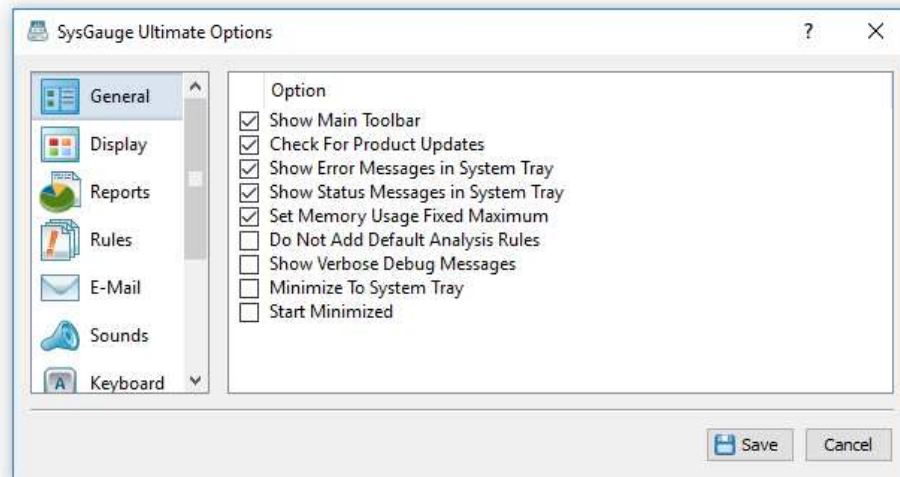 SysGauge Ultimate Options
?
General
Display
Reports
Rules
E-Mail
Sounds
A
Keyboard
Option
Show Main Toolbar
Check For Product Updates
Show Error Messages in System Tray
Show Status Messages in System Tray
Set Memory Usage Fixed Maximum
Do Not Add Default Analysis Rules
Show Verbose Debug Messages
Minimize To System Tray
Start Minimized
Save
Cancel